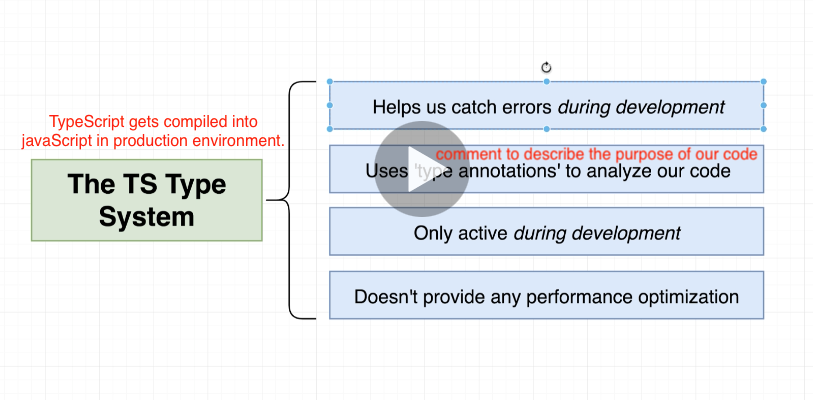 TypeScript gets compiled into
javaScript in production environment.
The TS Type
System
Helps us catch errors during development
comment to describe the purpose of our code
Uses 'type annotations' to analyze our code
Only active during development
Doesn't provide any performance optimization